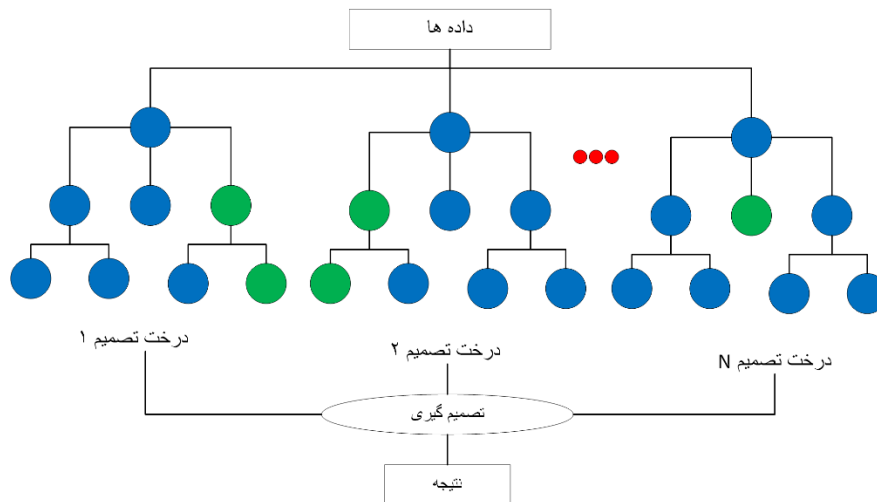 داده ها
درخت تصمیم ۱
درخت تصمیم ۲
درخت تصمیم N
تصمیم گیری
نتیجه